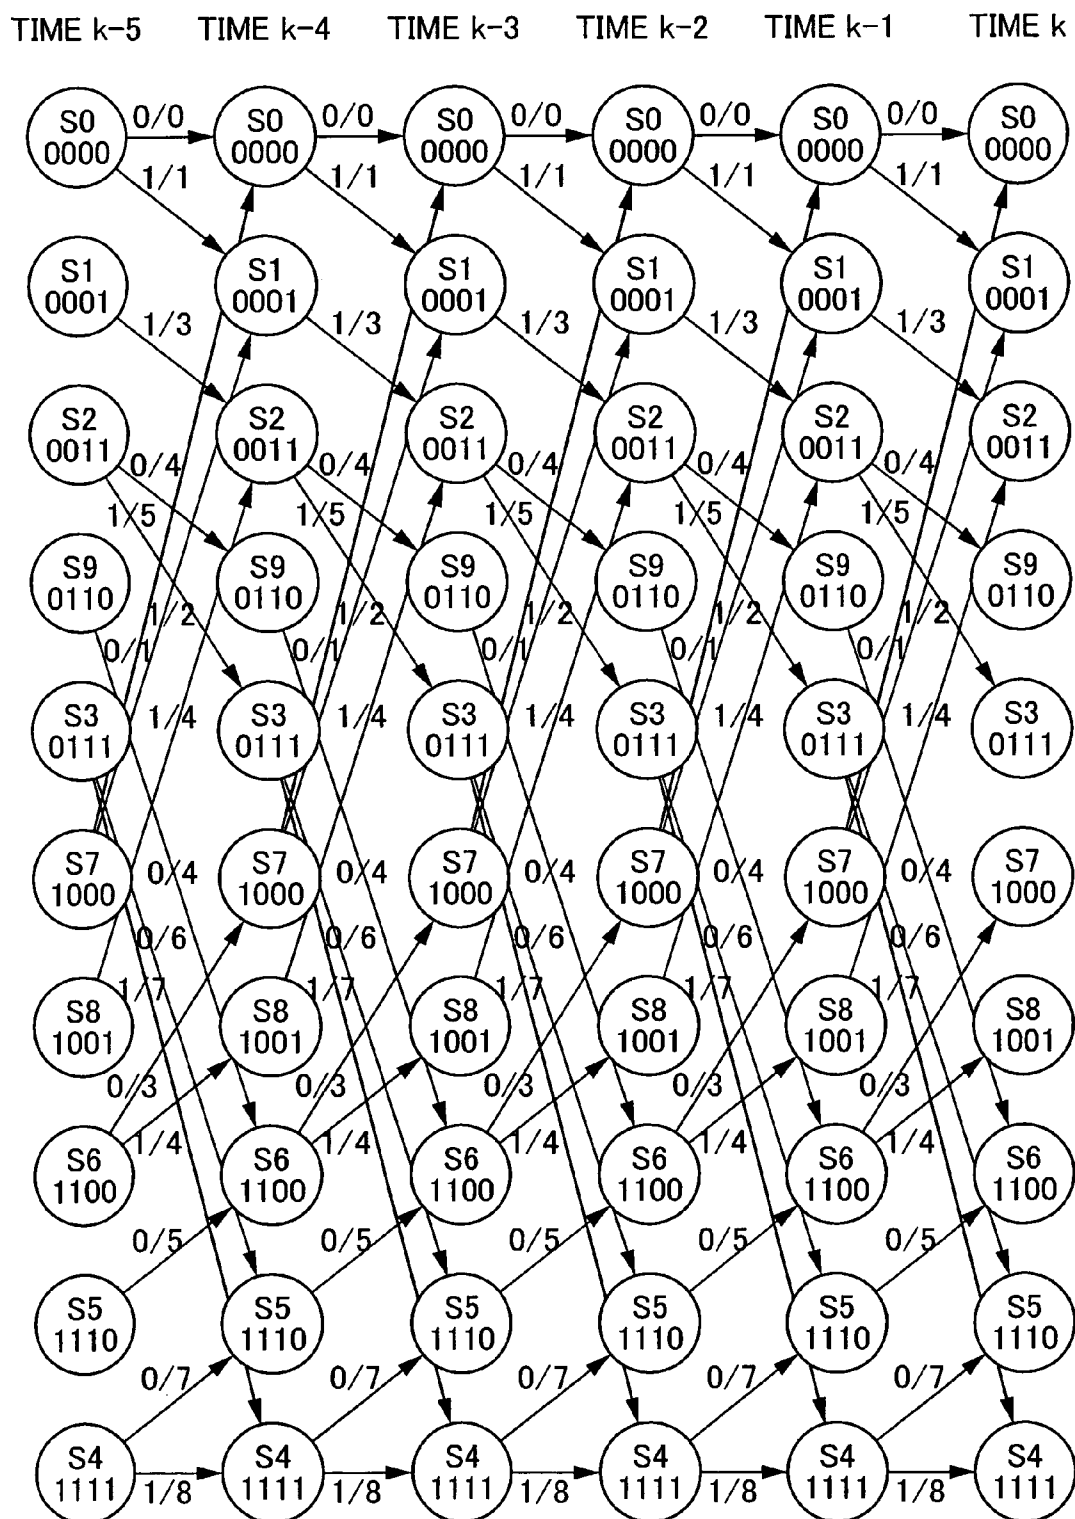 TIME k-5 TIME k-4 TIME k-3 TIME k-2 TIME k-1 TIME k
0/0 0/0 0/0 0/0 0/0
S0 S0 S0 S0 S0 S0
0000 0000 0000 0000 0000 0000
1/1 1/1 1/1 1/1 1/1
S1 S1 S1 S1 S1 S1
0001 0001 0001 0001 0001 0001
1/3 1/3 1/3 1/3 1/3
S2 S2 S2 S2 S2 S2
0011 0011 0011 0011 0011 0011
0/4 0/4 0/4 0/4 0/4
1/5 1/5 1/5 1/5 1/5
S9 S9 S9 S9 S9 S9
0110 0110 0110 0110 0110 0110
1/2 1/2 1/2 1/2 1/2
0/1 0/1 0/1 0/1 0/1
S3 S3 S3 S3 S3 S3
1/4 1/4 1/4 1/4 1/4
0111 0111 0111 0111 0111 0111
S7 S7 S7 S7 S7 S7
0/4 0/4 0/4 0/4 0/4
1000 1000 1000 1000 1000 1000
0/6 0/6 0/6 0/6 0/6
1/7 1/7 1/7 1/7 1/7
S8 S8 S8 S8 S8 S8
1001 1001 1001 1001 1001 1001
0/3 0/3 0/3 0/3 0/3
1/4 1/4 1/4 1/4 1/4
S6 S6 S6 S6 S6 S6
1100 1100 1100 1100 1100 1100
0/5 0/5 0/5 0/5 0/5
S5 S5 S5 S5 S5 S5
1110 1110 1110 1110 1110 1110
0/7 0/7 0/7 0/7 0/7
S4 S4 S4 S4 S4 S4
1111 1111 1111 1111 1111 1111
1/8 1/8 1/8 1/8 1/8